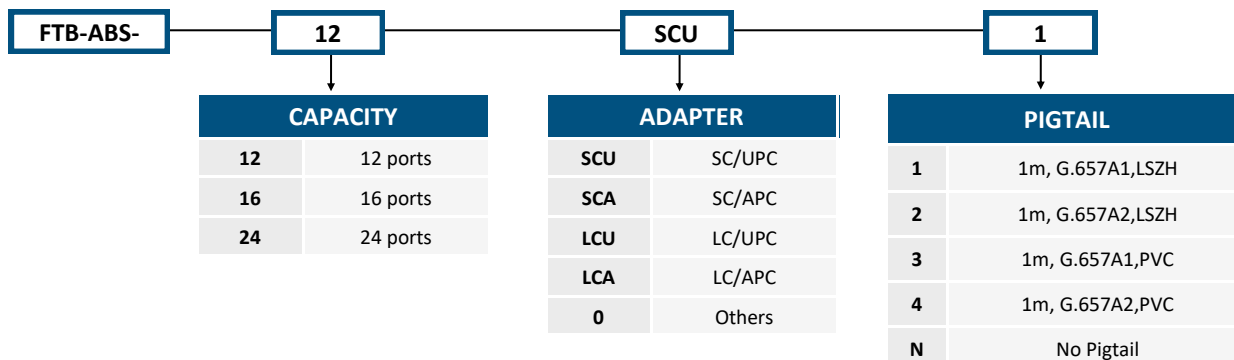 FTB-ABS- 12 SCU 1
CAPACITY
12 12 ports
16 16 ports
24 24 ports
ADAPTER
SCU SC/UPC
SCA SC/APC
LCU LC/UPC
LCA LC/APC
0 Others
PIGTAIL
1 1m, G.657A1,LSZH
2 1m, G.657A2,LSZH
3 1m, G.657A1,PVC
4 1m, G.657A2,PVC
N No Pigtail